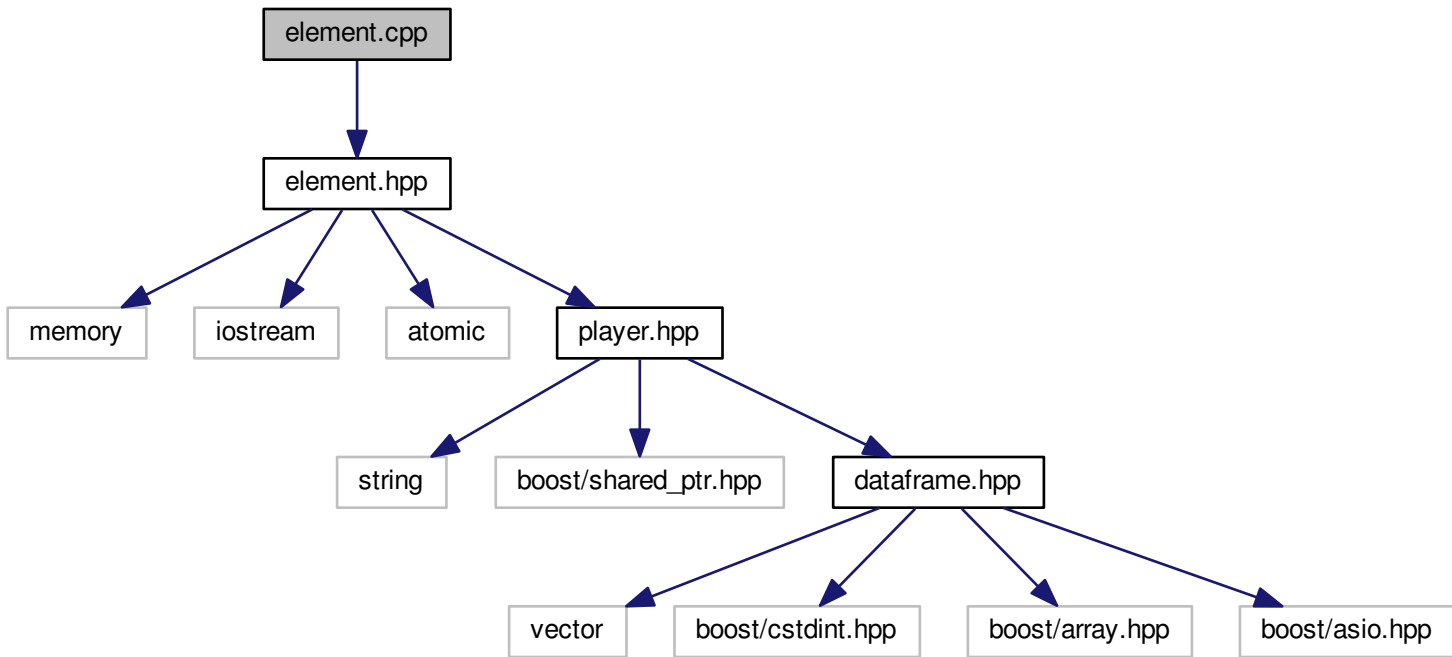 element.cpp
element.hpp
memory
iostream
atomic
player.hpp
string
boost/shared_ptr.hpp
dataframe.hpp
vector
boost/cstdint.hpp
boost/array.hpp
boost/asio.hpp